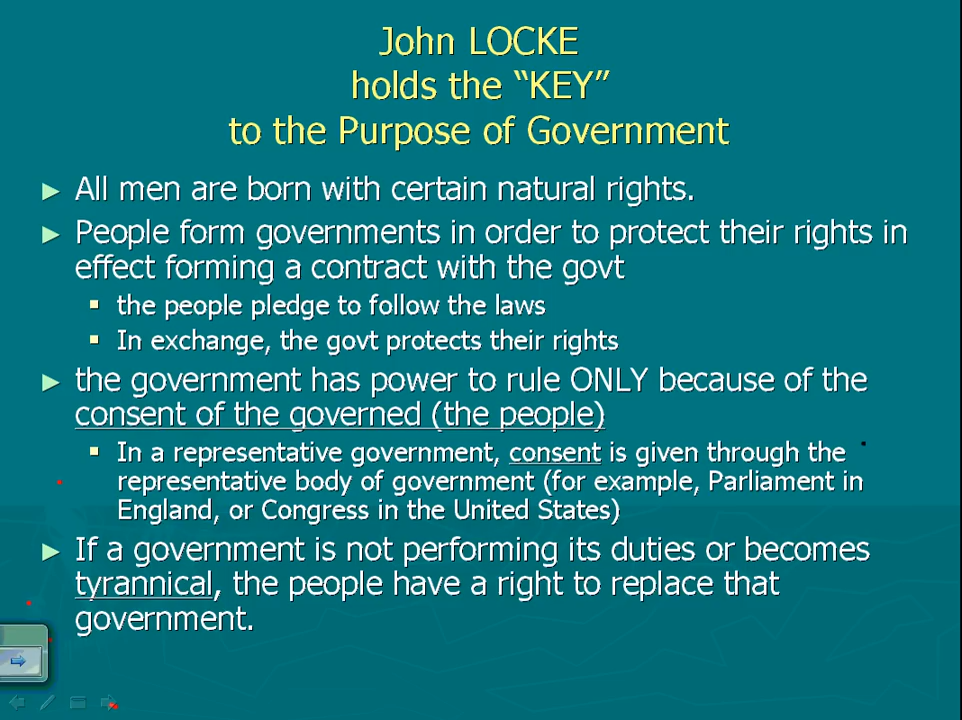 John LOCKE
holds the “KEY”
to the Purpose of Government
► All men are born with certain natural rights.
► People form governments in order to protect their rights in
effect forming a contract with the govt
▪ the people pledge to follow the laws
▪ In exchange, the govt protects their rights
► the government has power to rule ONLY because of the
consent of the governed (the people)
▪ In a representative government, consent is given through the
representative body of government (for example, Parliament in
England, or Congress in the United States)
► If a government is not performing its duties or becomes
tyrannical, the people have a right to replace that
government.